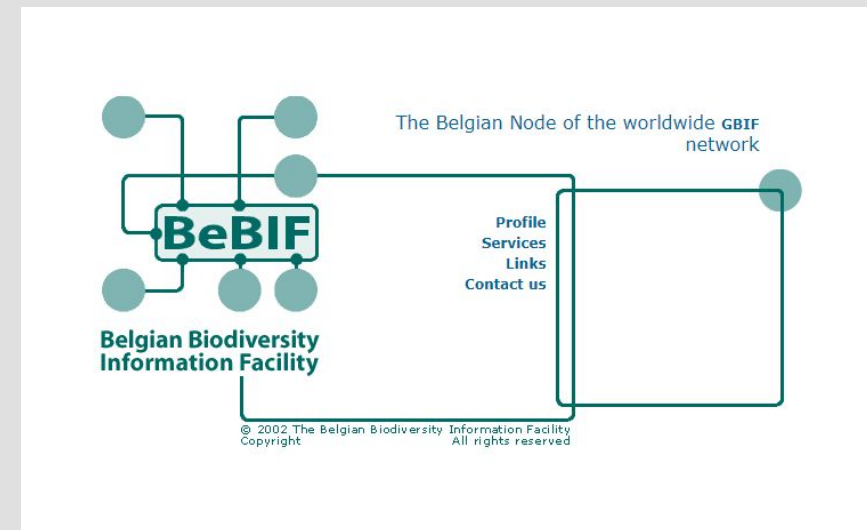 The Belgian Node of the worldwide GBIF
network
BeBIF
Profile
Services
Links
Contact us
Belgian Biodiversity
Information Facility
© 2002 The Belgian Biodiversity Information Facility
Copyright All rights reserved